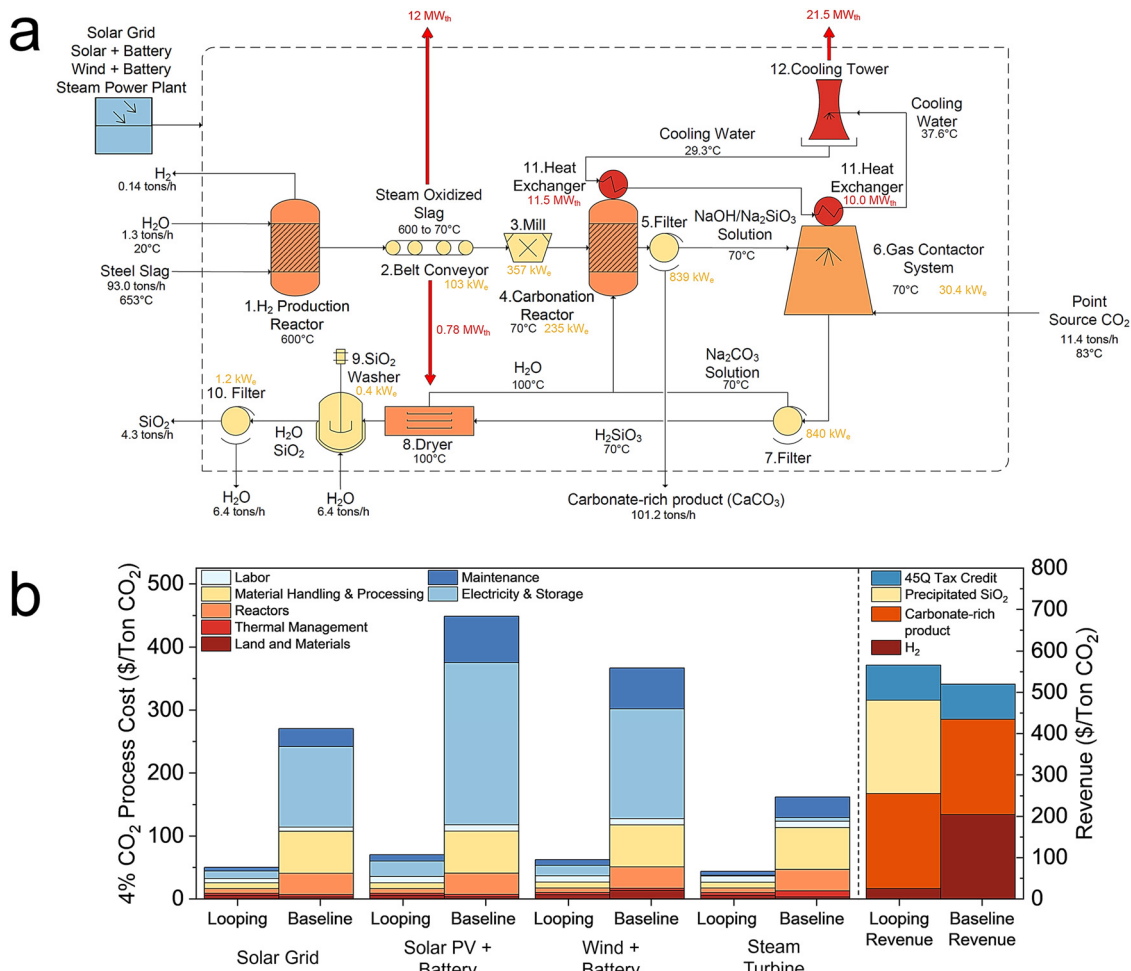 a
Solar Grid
Solar + Battery
Wind + Battery
Steam Power Plant
12 MWth
21.5 MWth
12.Cooling Tower
Cooling
Water
37.6°C
Cooling Water
29.3°C
H2
0.14 tons/h
H2O
1.3 tons/h
20°C
Steel Slag
93.0 tons/h
653°C
1.H2 Production
Reactor
600°C
Steam Oxidized
Slag
600 to 70°C
2.Belt Conveyor
103 kWe
3.Mill
357 kWe
11.Heat
Exchanger
11.5 MWth
4.Carbonation
Reactor
70°C 235 kWe
5.Filter
839 kWe
NaOH/Na2SiO3
Solution
70°C
11.Heat
Exchanger
10.0 MWth
6.Gas Contactor
System
70°C 30.4 kWe
Point
Source CO2
11.4 tons/h
83°C
0.78 MWth
H2O
100°C
Na2CO3
Solution
70°C
9.SiO2
Washer
0.4 kWe
1.2 kWe
10. Filter
SiO2
4.3 tons/h
H2O
SiO2
8.Dryer
100°C
H2SiO3
70°C
840 kWe
7.Filter
H2O
6.4 tons/h
H2O
6.4 tons/h
Carbonate-rich product (CaCO3)
101.2 tons/h
b
4% CO2 Process Cost ($/Ton CO2)
500
400
300
200
100
0
Labor
Material Handling & Processing
Reactors
Thermal Management
Land and Materials
Maintenance
Electricity & Storage
45Q Tax Credit
Precipitated SiO2
Carbonate-rich
product
H2
800
700
600
500
400
300
200
100
0
Revenue ($/Ton CO2)
Looping Baseline Looping Baseline Looping Baseline Looping Baseline
Looping
Revenue
Baseline
Revenue
Solar Grid
Solar PV +
Battery
Wind +
Battery
Steam
Turbine